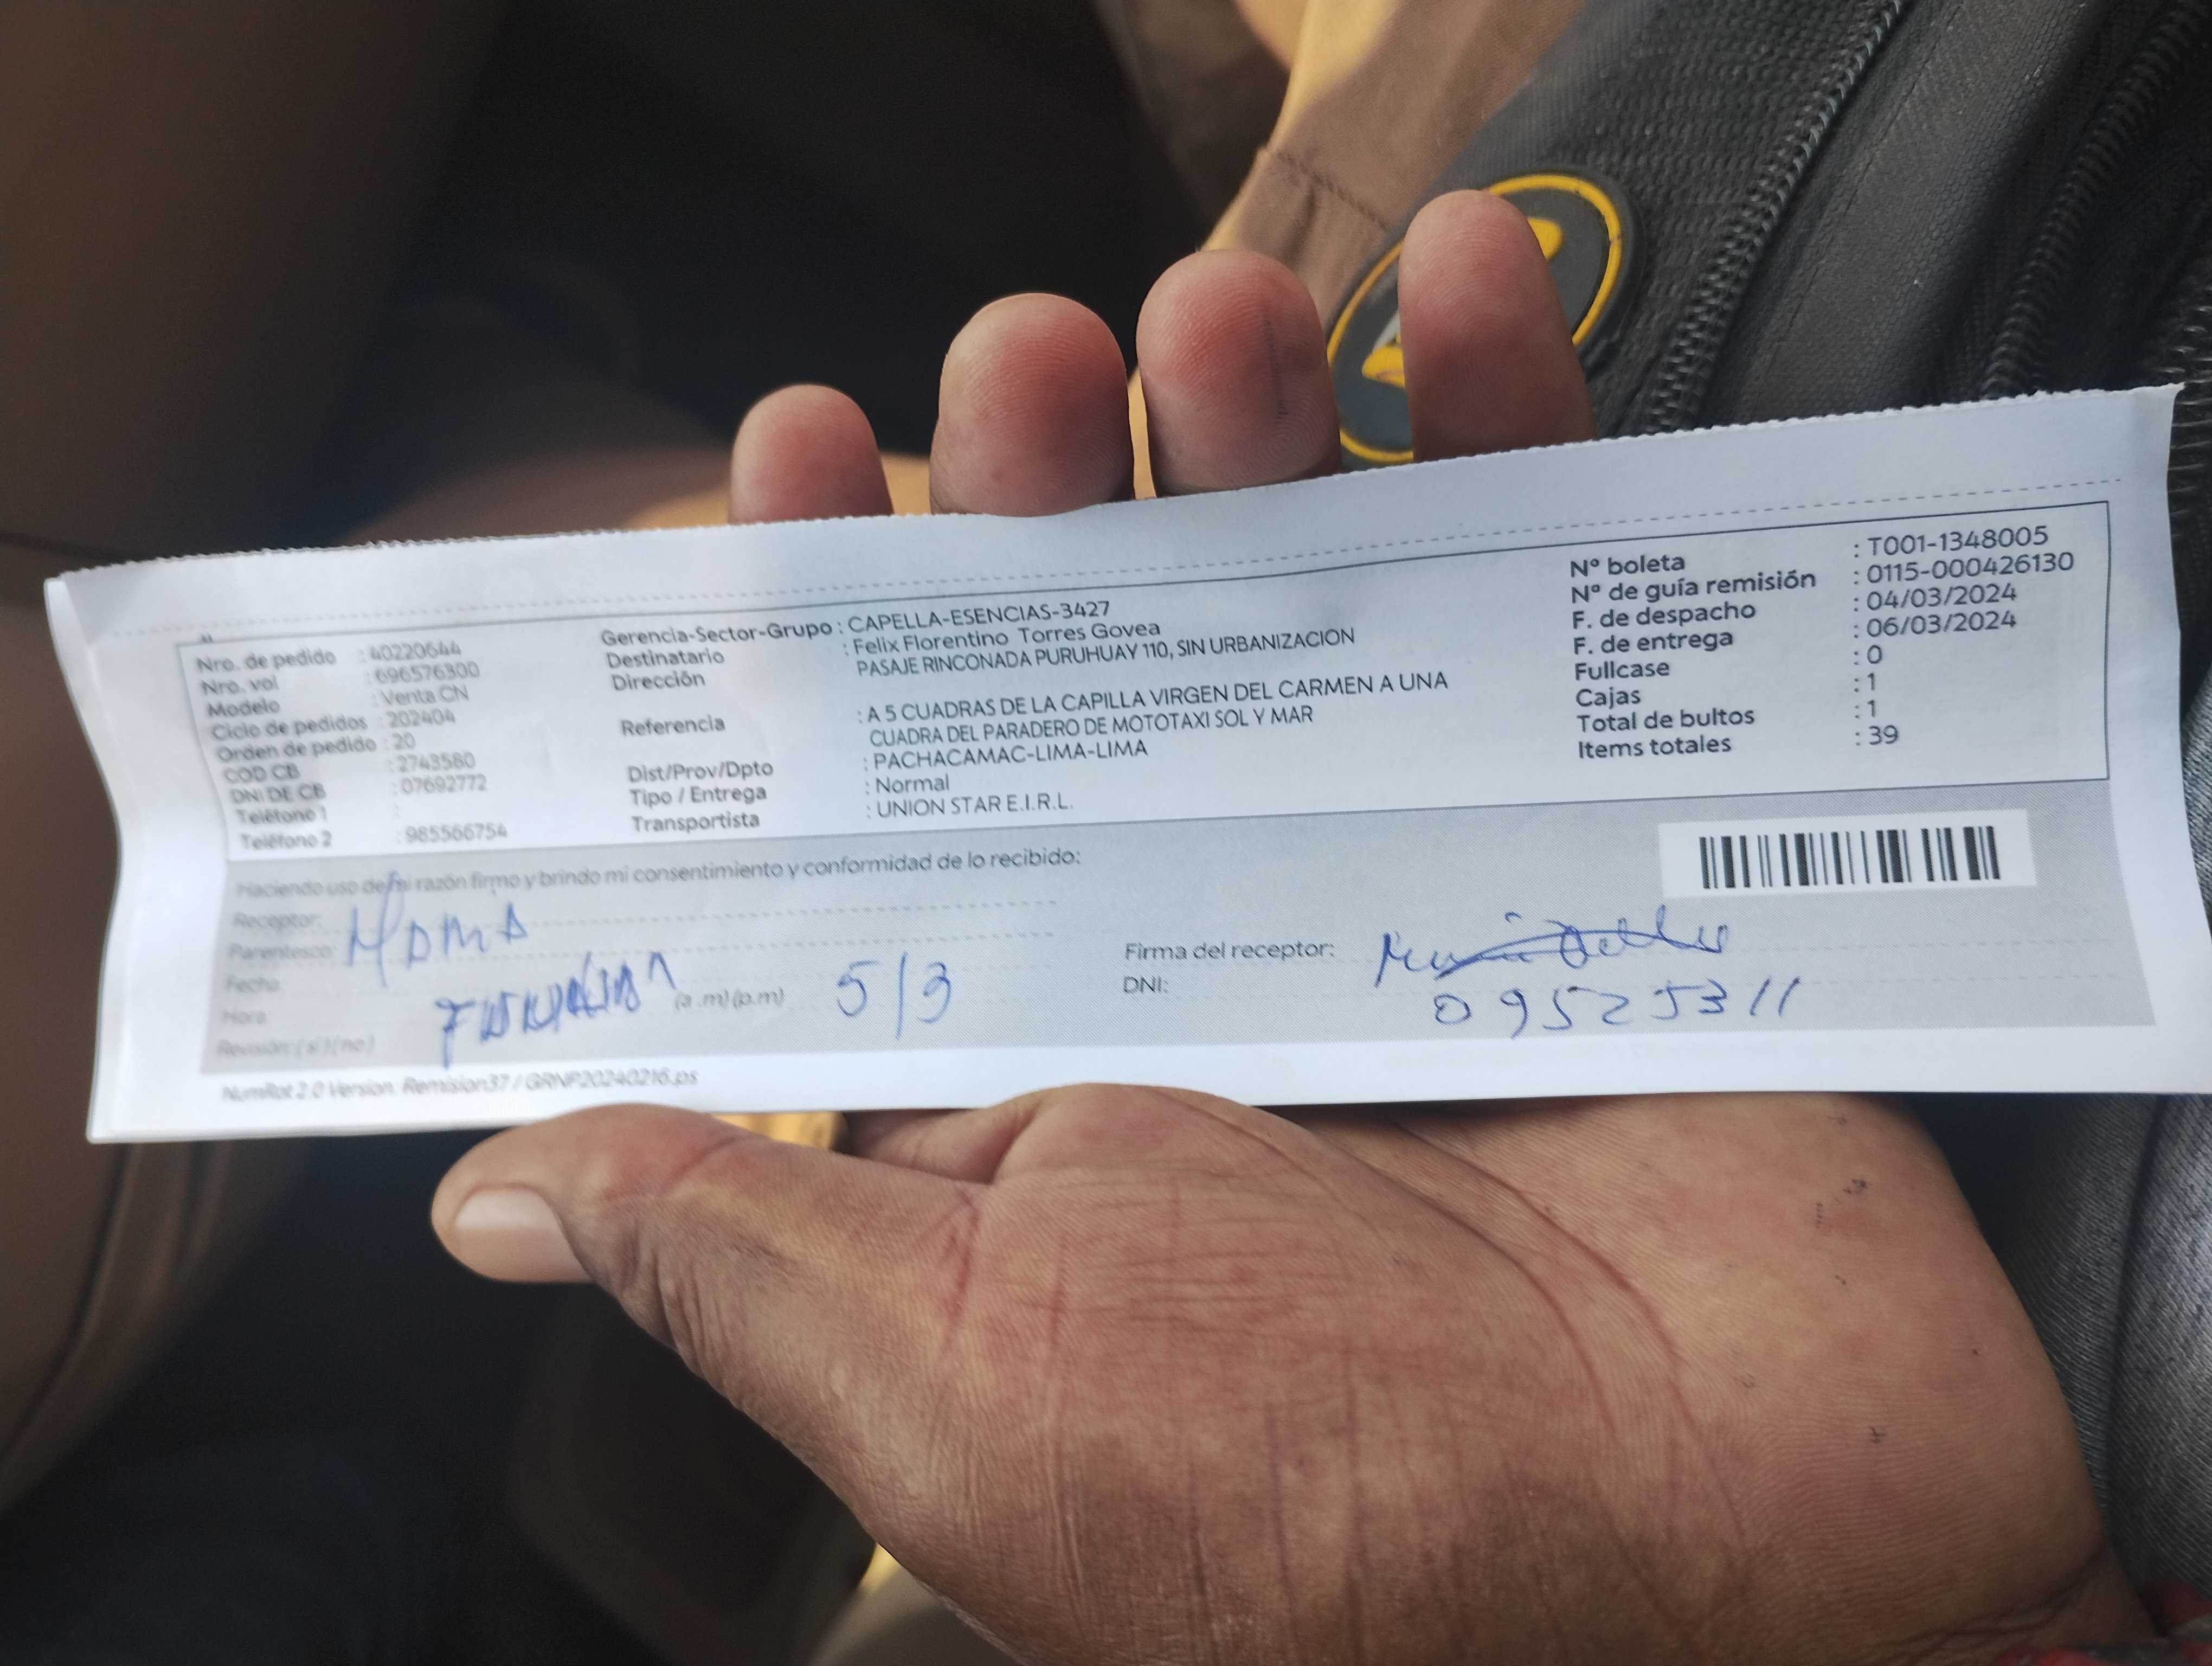 Nro. de pedido : 40220644
Nro. vol : 696576300
Modelo : Venta CN
Ciclo de pedidos : 202404
Orden de pedido : 20
COD CB : 2743580
DNI DE CB : 07692772
Teléfono 1 :
Teléfono 2 : 985566754
Gerencia-Sector-Grupo : CAPELLA-ESENCIAS-3427
Destinatario : Felix Florentino Torres Govea
Dirección PASAJE RINCONADA PURUHUAY 110, SIN URBANIZACION
Referencia : A 5 CUADRAS DE LA CAPILLA VIRGEN DEL CARMEN A UNA
CUADRA DEL PARADERO DE MOTOTAXI SOL Y MAR
Dist/Prov/Dpto : PACHACAMAC-LIMA-LIMA
Tipo / Entrega : Normal
Transportista : UNION STAR E.I.R.L.
Nº boleta : T001-1348005
Nº de guía remisión : 0115-000426130
F. de despacho : 04/03/2024
F. de entrega : 06/03/2024
Fullcase : 0
Cajas : 1
Total de bultos : 1
Items totales : 39
Haciendo uso de mi razón firmo y brindo mi consentimiento y conformidad de lo recibido:
Receptor:
Parentesco:
Fecha:
Hora: (a .m) (p.m) 5/3
Revisión: ( si ) ( no )
Firma del receptor:
DNI: 09525311
NumRot 2.0 Version. Remision37 / GRNP20240216.ps